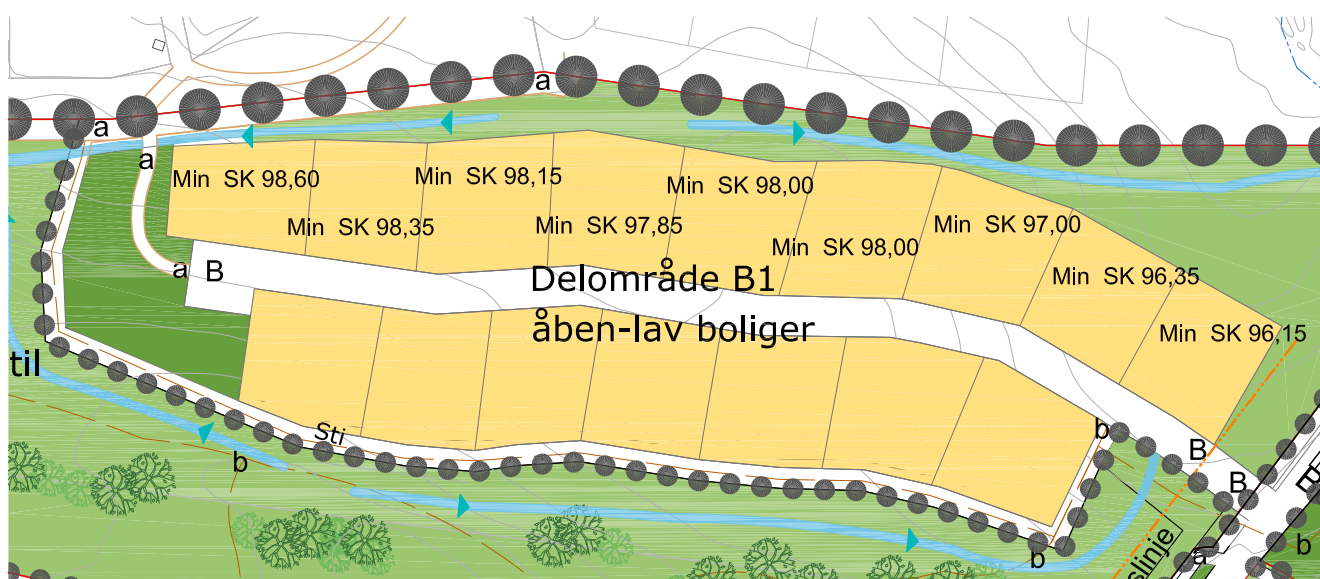 a
a
a
Min SK 98,60
Min SK 98,15
Min SK 98,00
Min SK 98,35
Min SK 97,85
Min SK 98,00
Min SK 97,00
Min SK 96,35
Min SK 96,15
a B
Delområde B1
åben-lav boliger
til
Sti
b
b
B
B
B
b
a
b
slinje